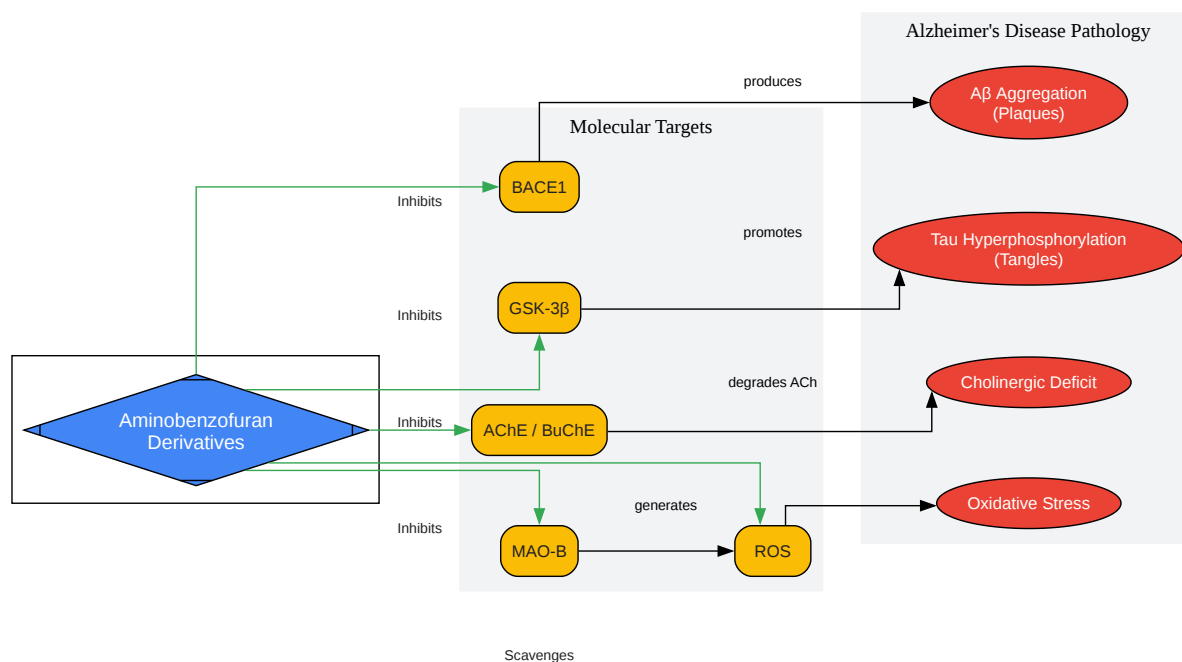 Alzheimer's Disease Pathology
produces
Aβ Aggregation
(Plaques)
Molecular Targets
BACE1
Inhibits
promotes
Tau Hyperphosphorylation
(Tangles)
GSK-3β
Inhibits
degrades ACh
Cholinergic Deficit
Aminobenzofuran
Derivatives
Inhibits
AChE / BuChE
generates
Oxidative Stress
Inhibits
MAO-B
ROS
Scavenges